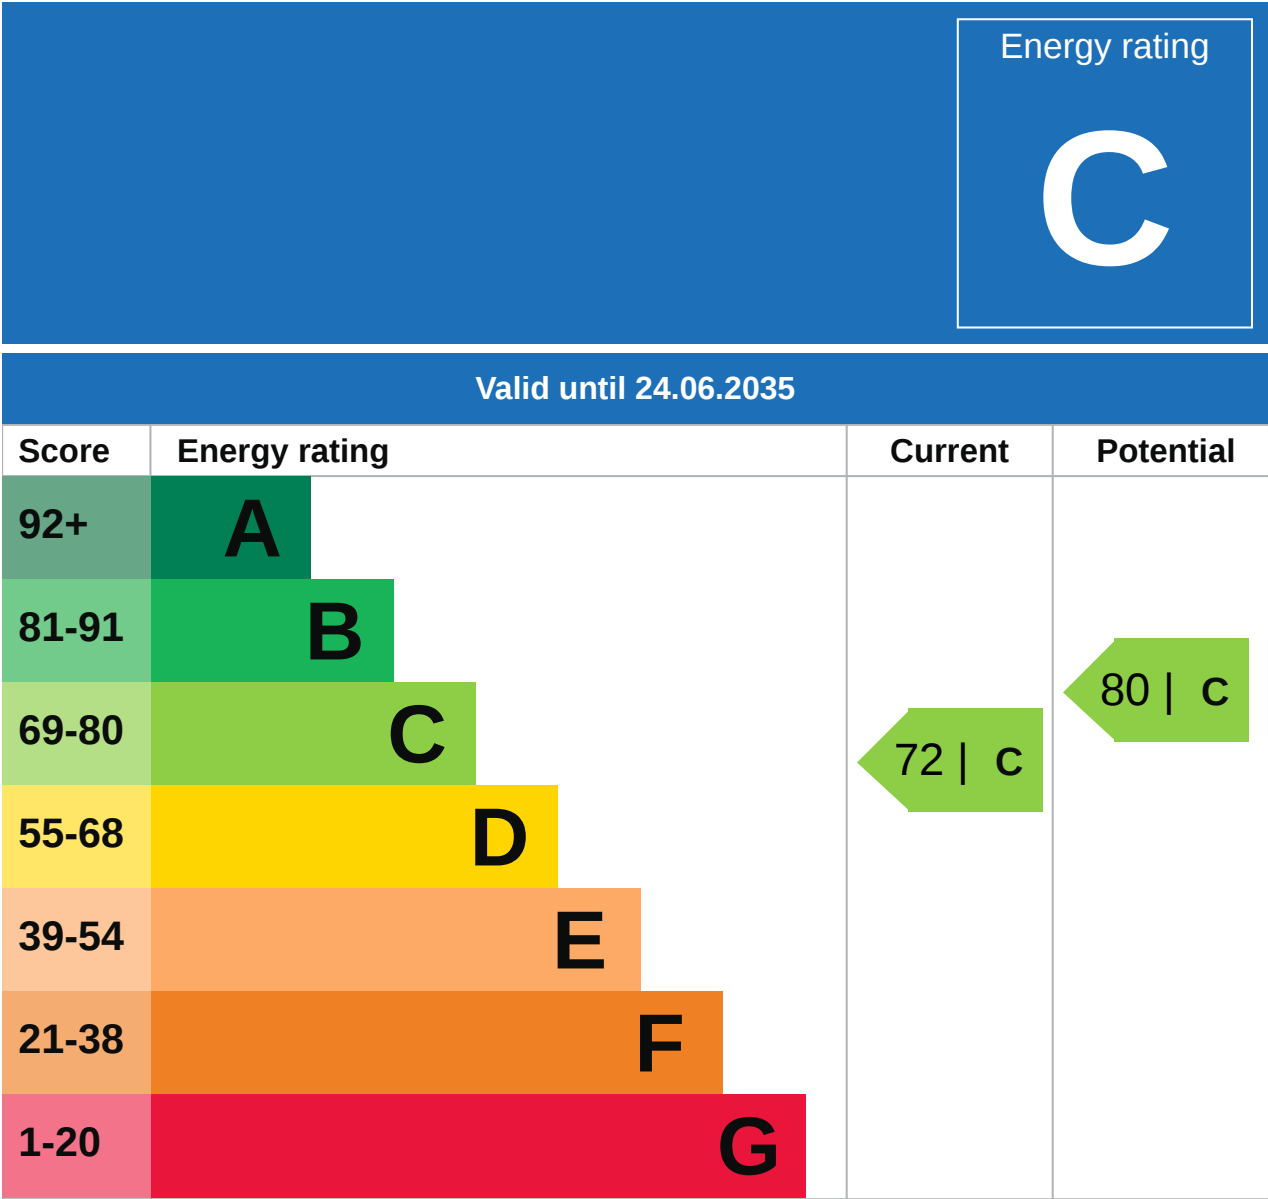 Energy rating
C
Valid until 24.06.2035
Score Energy rating Current Potential
92+ A
81-91 B
80 | C
69-80 C
72 | C
55-68 D
39-54 E
21-38 F
1-20 G